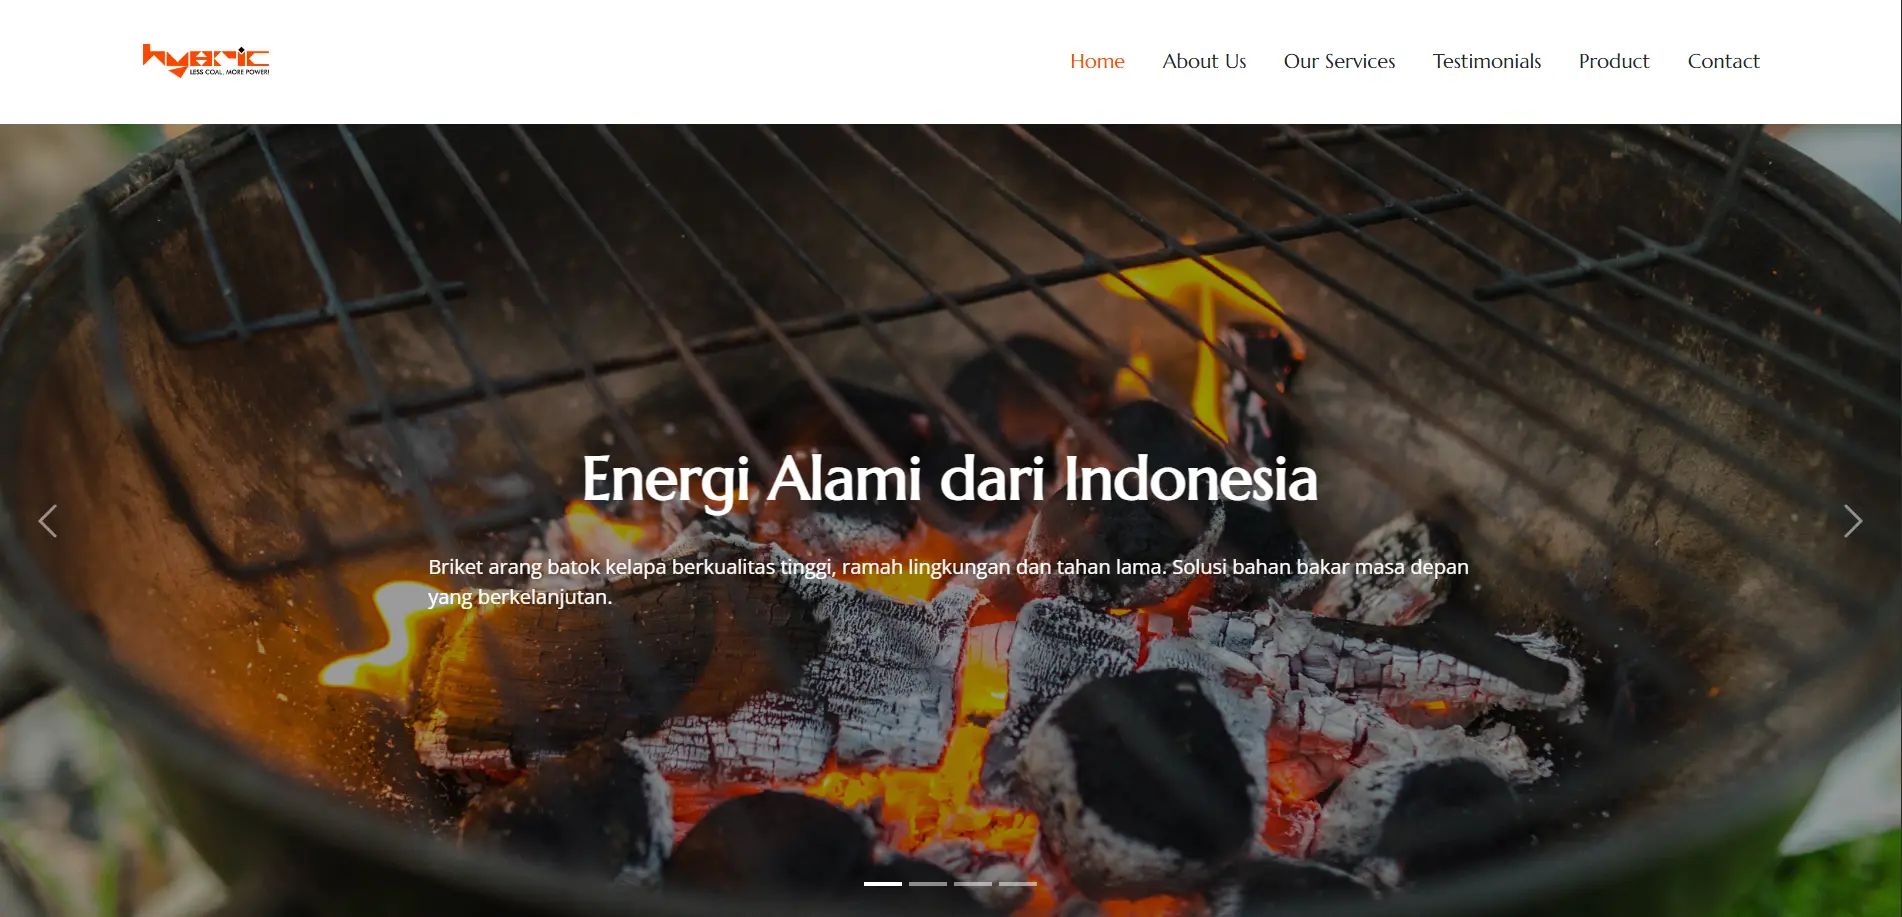 LESS COAL, MORE POWER!
Home About Us Our Services Testimonials Product Contact
Energi Alami dari Indonesia
Briket arang batok kelapa berkualitas tinggi, ramah lingkungan dan tahan lama. Solusi bahan bakar masa depan
yang berkelanjutan.